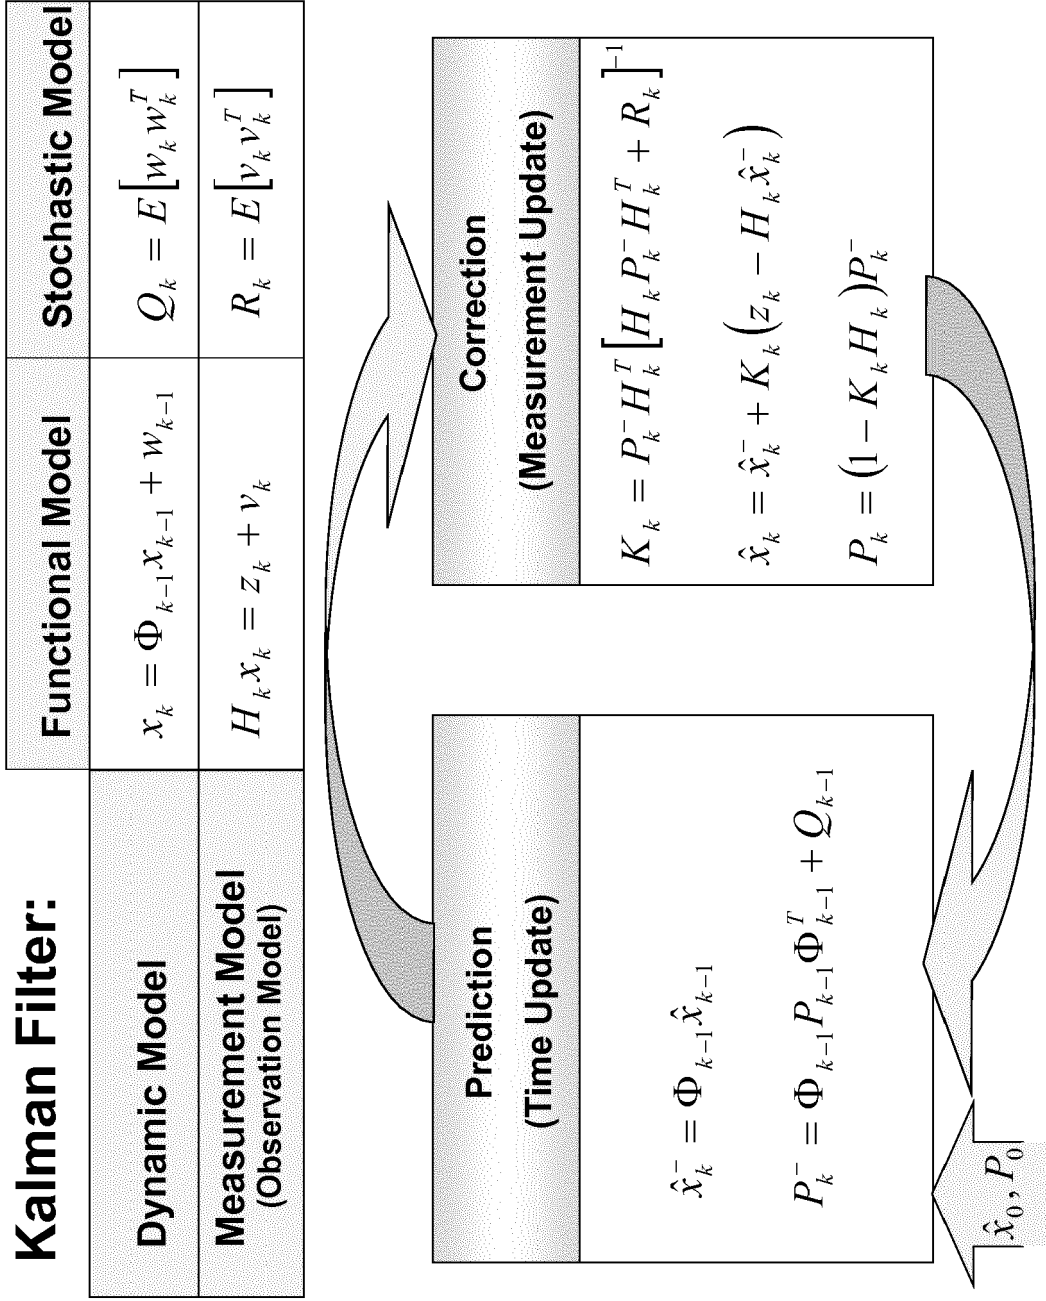 Kalman Filter:
Functional Model
Stochastic Model
Dynamic Model
x_k = Φ_{k-1} x_{k-1} + w_{k-1}
Q_k = E[w_k w_k^T]
Measurement Model
(Observation Model)
H_k x_k = z_k + v_k
R_k = E[v_k v_k^T]
Prediction
(Time Update)
x̂_k^- = Φ_{k-1} x̂_{k-1}
P_k^- = Φ_{k-1} P_{k-1} Φ_{k-1}^T + Q_{k-1}
Correction
(Measurement Update)
K_k = P_k^- H_k^T [H_k P_k^- H_k^T + R_k]^{-1}
x̂_k = x̂_k^- + K_k (z_k - H_k x̂_k^-)
P_k = (1 - K_k H_k) P_k^-
x̂_0, P_0